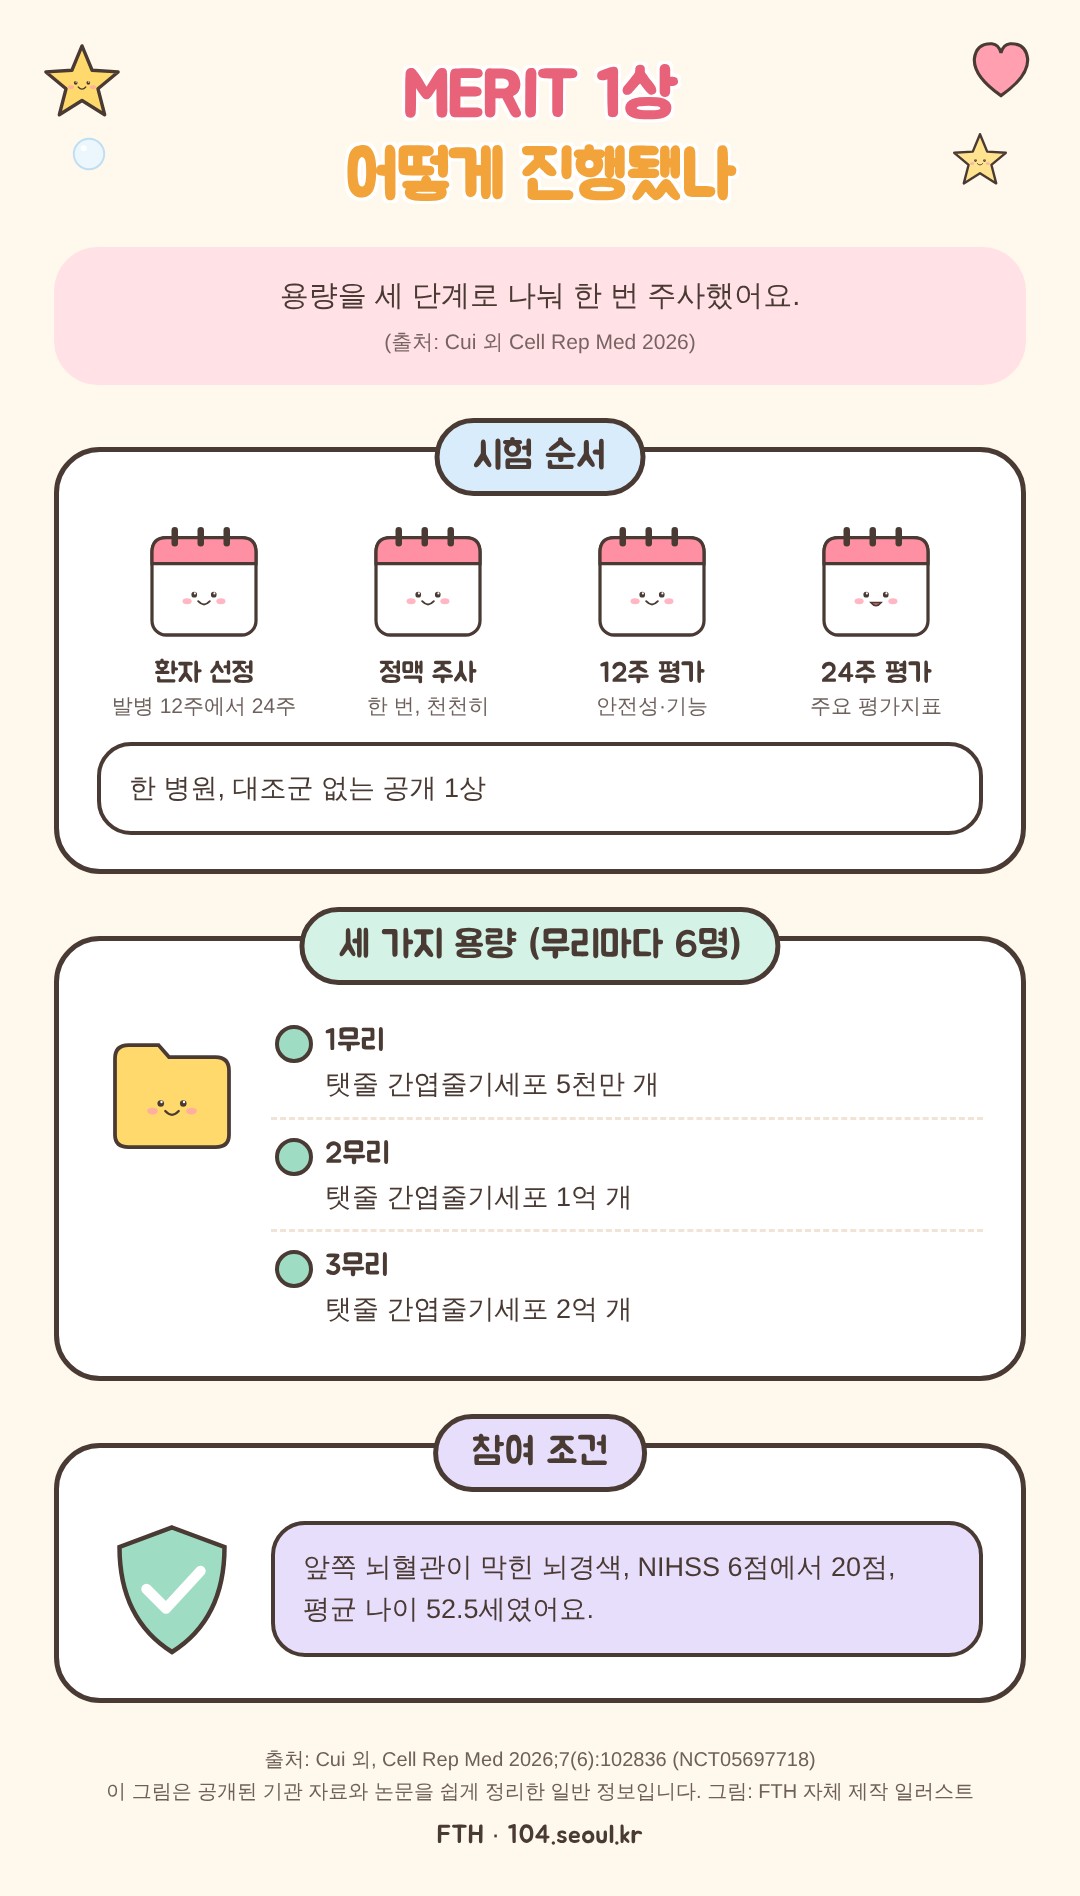 MERIT 1상
어떻게 진행됐나
용량을 세 단계로 나눠 한 번 주사했어요.
(출처: Cui 외 Cell Rep Med 2026)
시험 순서
환자 선정
발병 12주에서 24주
정맥 주사
한 번, 천천히
12주 평가
안전성·기능
24주 평가
주요 평가지표
한 병원, 대조군 없는 공개 1상
세 가지 용량 (무리마다 6명)
1무리
탯줄 간엽줄기세포 5천만 개
2무리
탯줄 간엽줄기세포 1억 개
3무리
탯줄 간엽줄기세포 2억 개
참여 조건
앞쪽 뇌혈관이 막힌 뇌경색, NIHSS 6점에서 20점,
평균 나이 52.5세였어요.
출처: Cui 외, Cell Rep Med 2026;7(6):102836 (NCT05697718)
이 그림은 공개된 기관 자료와 논문을 쉽게 정리한 일반 정보입니다. 그림: FTH 자체 제작 일러스트
FTH · 104.seoul.kr